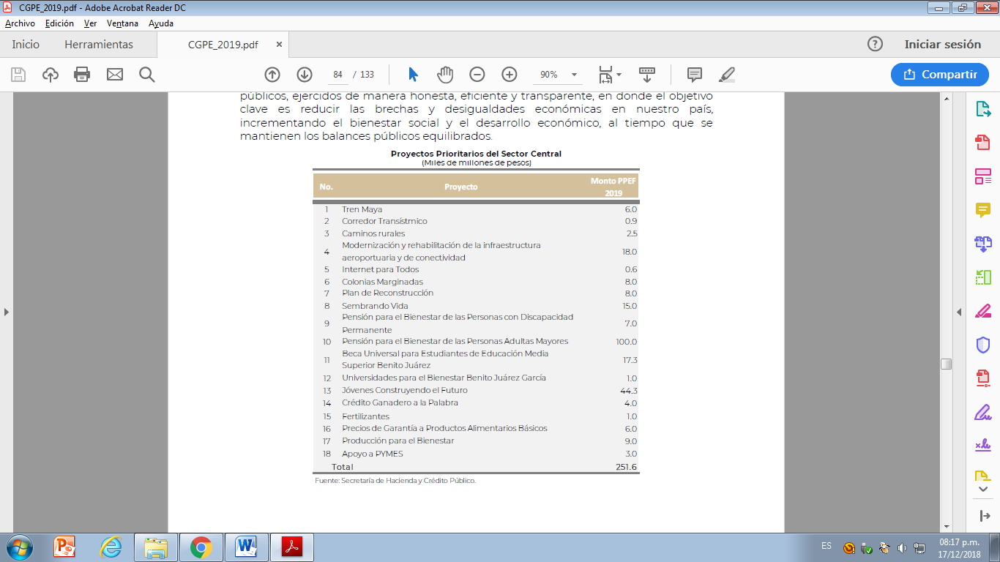 CGPE_2019.pdf - Adobe Acrobat Reader DC
Archivo Edición Ver Ventana Ayuda
Inicio Herramientas CGPE_2019.pdf × Iniciar sesión
84 / 133 90% Compartir
públicos, ejercidos de manera honesta, eficiente y transparente, en donde el objetivo
clave es reducir las brechas y desigualdades económicas en nuestro país,
incrementando el bienestar social y el desarrollo económico, al tiempo que se
mantienen los balances públicos equilibrados.
Proyectos Prioritarios del Sector Central
(Miles de millones de pesos)
No. Proyecto Monto PPEF
2019
1 Tren Maya 6.0
2 Corredor Transístmico 0.9
3 Caminos rurales 2.5
4 Modernización y rehabilitación de la infraestructura
aeroportuaria y de conectividad 18.0
5 Internet para Todos 0.6
6 Colonias Marginadas 8.0
7 Plan de Reconstrucción 8.0
8 Sembrando Vida 15.0
9 Pensión para el Bienestar de las Personas con Discapacidad
Permanente 7.0
10 Pensión para el Bienestar de las Personas Adultas Mayores 100.0
11 Beca Universal para Estudiantes de Educación Media
Superior Benito Juárez 17.3
12 Universidades para el Bienestar Benito Juárez García 1.0
13 Jóvenes Construyendo el Futuro 44.3
14 Crédito Ganadero a la Palabra 4.0
15 Fertilizantes 1.0
16 Precios de Garantía a Productos Alimentarios Básicos 6.0
17 Producción para el Bienestar 9.0
18 Apoyo a PYMES 3.0
Total 251.6
Fuente: Secretaría de Hacienda y Crédito Público.
ES 08:17 p.m.
17/12/2018